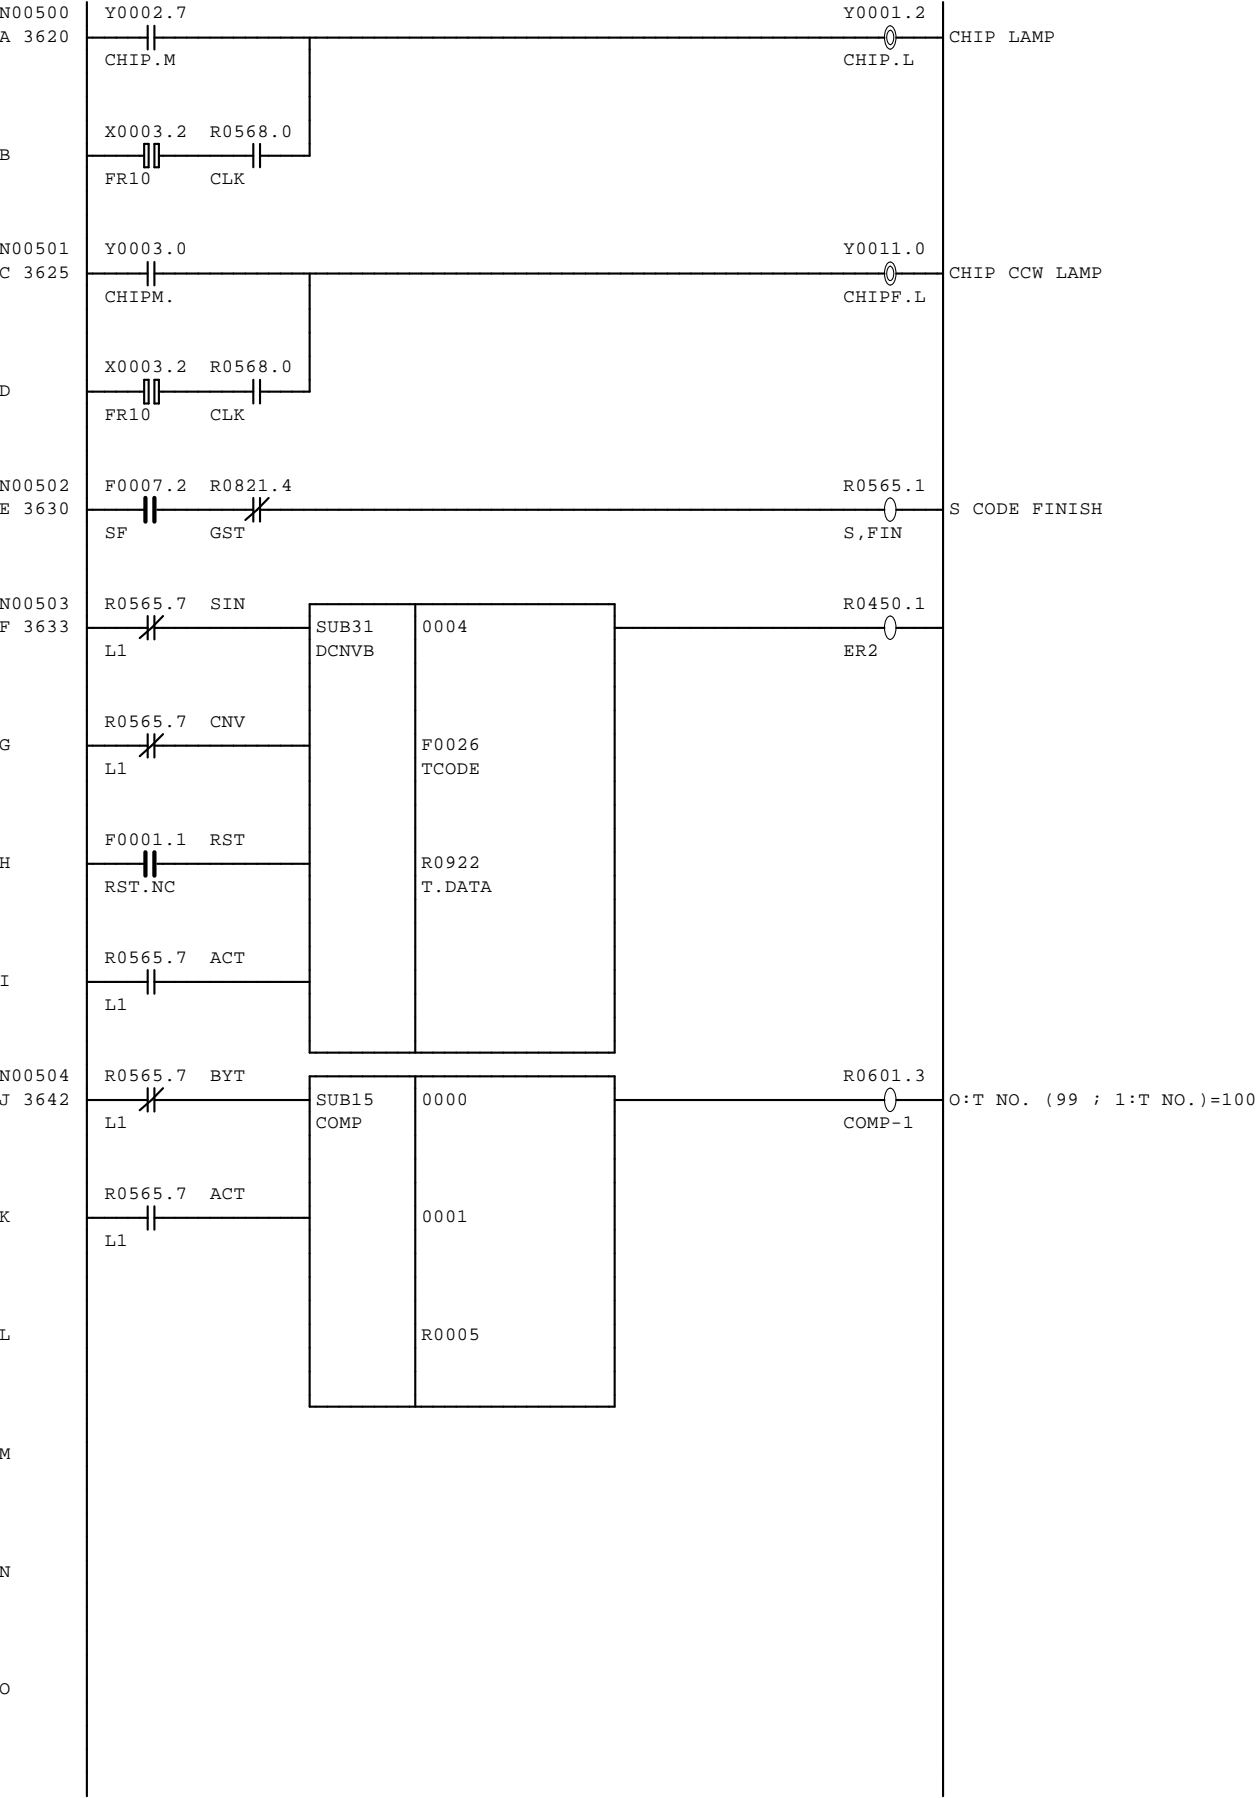 N00500 Y0002.7 Y0001.2
A 3620 CHIP LAMP
CHIP.M CHIP.L
X0003.2 R0568.0
B
FR10 CLK
N00501 Y0003.0 Y0011.0
C 3625 CHIP CCW LAMP
CHIPM. CHIPF.L
X0003.2 R0568.0
D
FR10 CLK
N00502 F0007.2 R0821.4 R0565.1
E 3630 S CODE FINISH
SF GST S,FIN
N00503 R0565.7 SIN R0450.1
F 3633 SUB31 0004
L1 DCNVB ER2
R0565.7 CNV
G F0026
L1 TCODE
F0001.1 RST
H R0922
RST.NC T.DATA
R0565.7 ACT
I
L1
N00504 R0565.7 BYT R0601.3
J 3642 SUB15 0000 O:T NO. (99 ; 1:T NO.)=100
L1 COMP COMP-1
R0565.7 ACT
K 0001
L1
L R0005
M
N
O